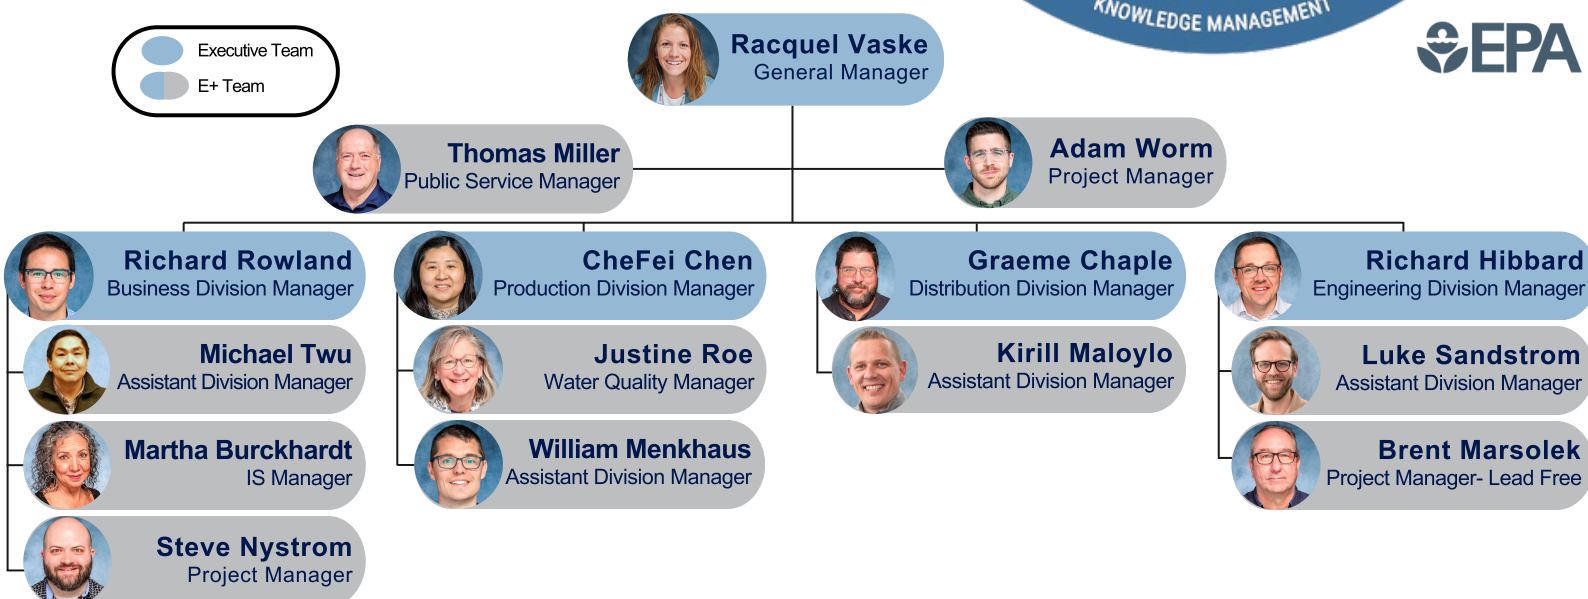 KNOWLEDGE MANAGEMENT
EPA
Executive Team
E+ Team
Racquel Vaske
General Manager
Thomas Miller
Public Service Manager
Adam Worm
Project Manager
Richard Rowland
Business Division Manager
CheFei Chen
Production Division Manager
Graeme Chaple
Distribution Division Manager
Richard Hibbard
Engineering Division Manager
Michael Twu
Assistant Division Manager
Justine Roe
Water Quality Manager
Kirill Maloylo
Assistant Division Manager
Luke Sandstrom
Assistant Division Manager
Martha Burckhardt
IS Manager
William Menkhaus
Assistant Division Manager
Brent Marsolek
Project Manager- Lead Free
Steve Nystrom
Project Manager